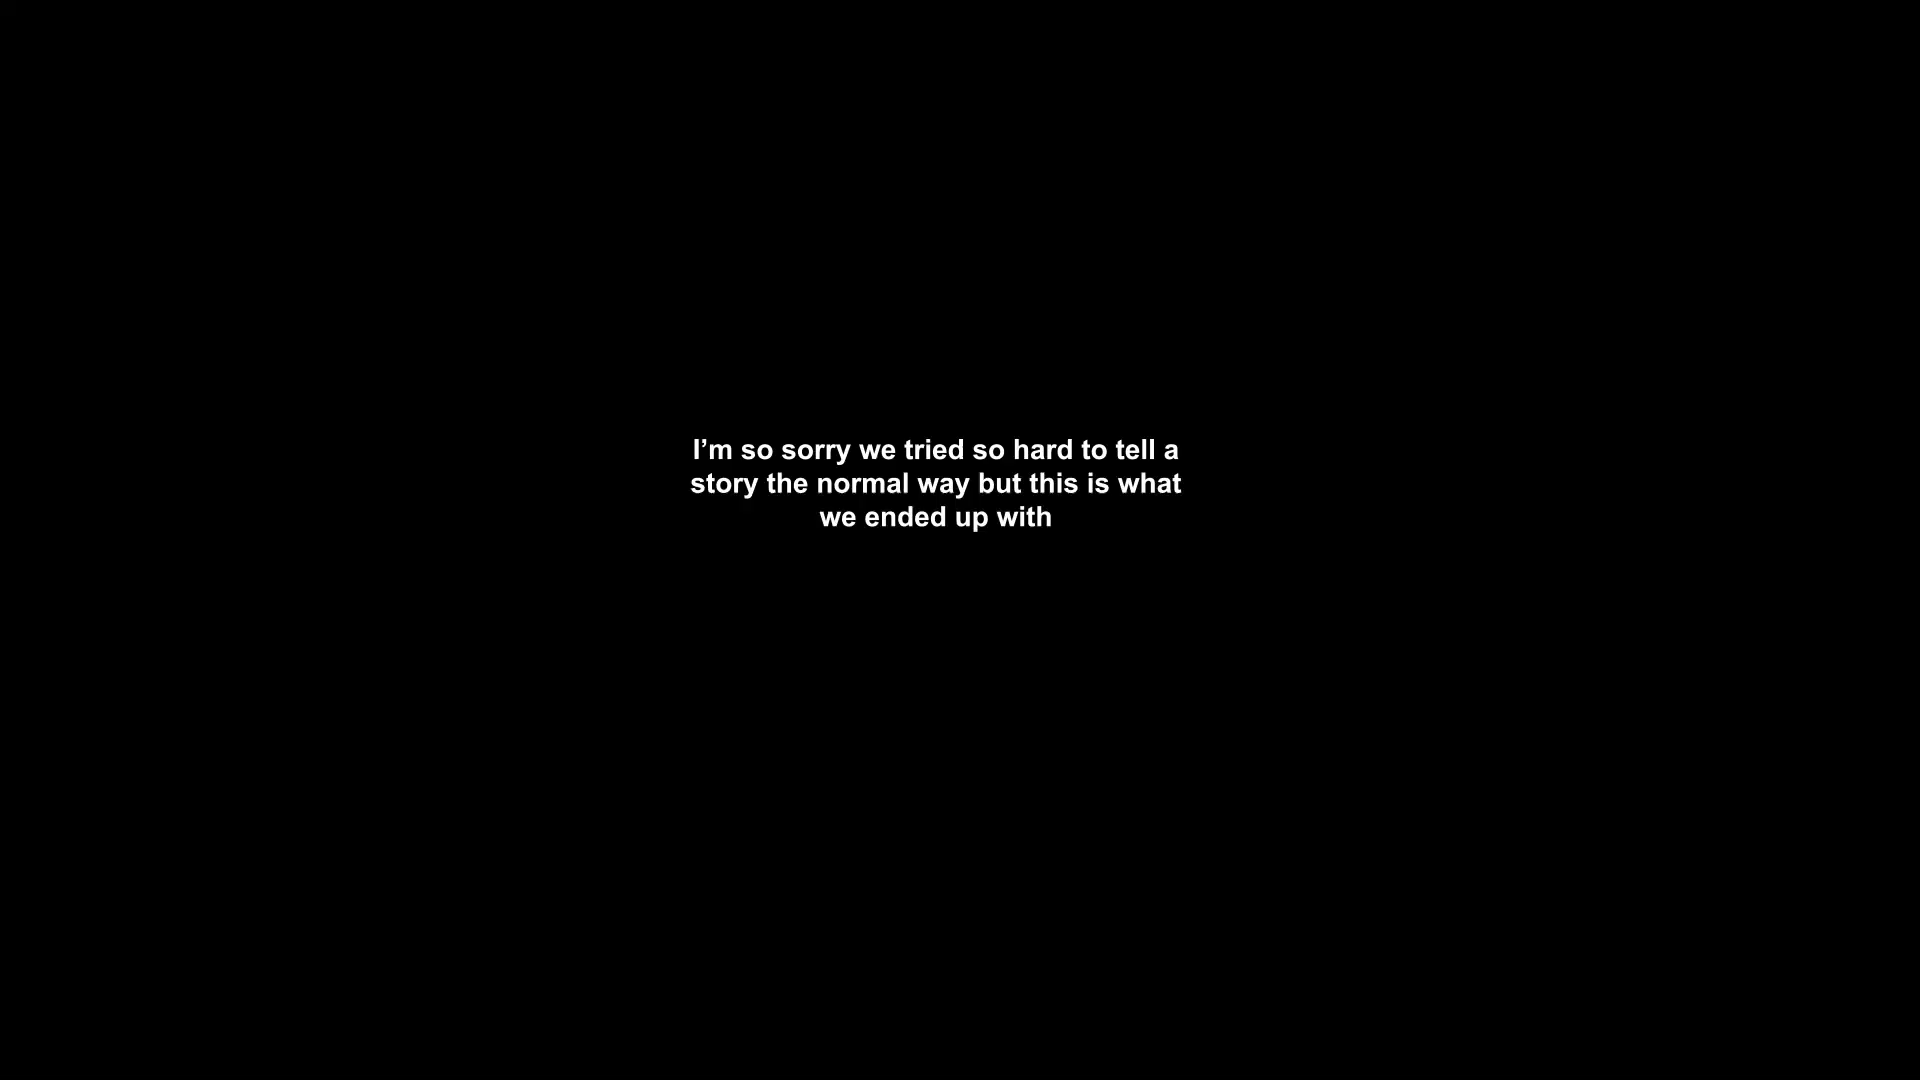 I’m so sorry we tried so hard to tell a
story the normal way but this is what
we ended up with